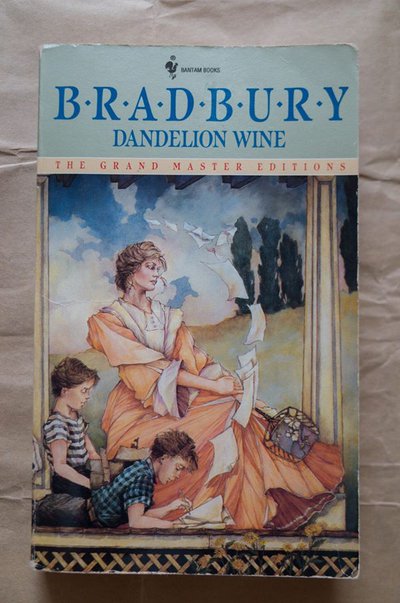 BANTAM BOOKS
B·R·A·D·B·U·R·Y
DANDELION WINE
THE GRAND MASTER EDITIONS